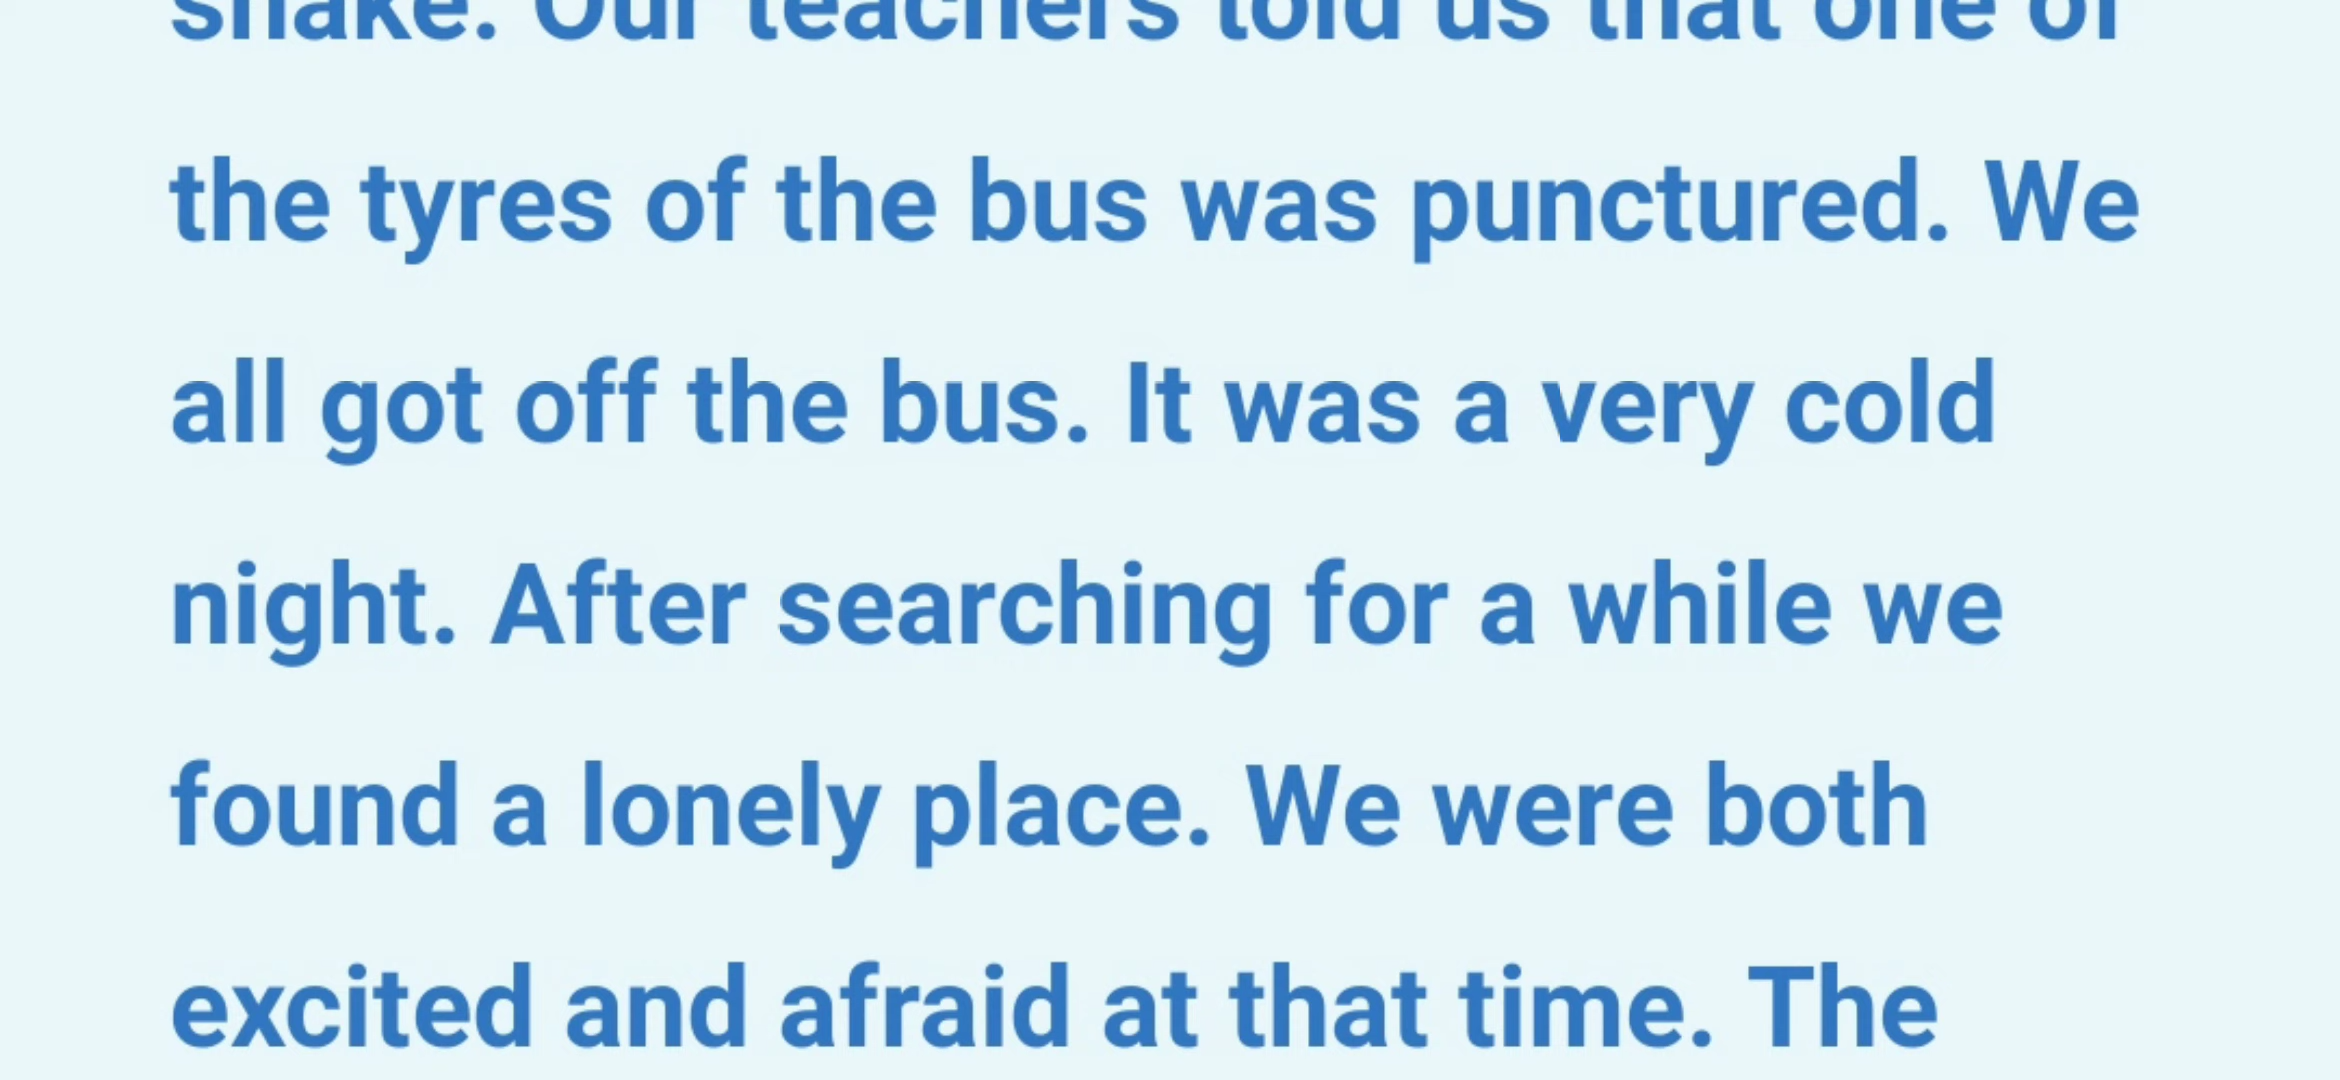 shake. Our teachers told us that one of
the tyres of the bus was punctured. We
all got off the bus. It was a very cold
night. After searching for a while we
found a lonely place. We were both
excited and afraid at that time. The